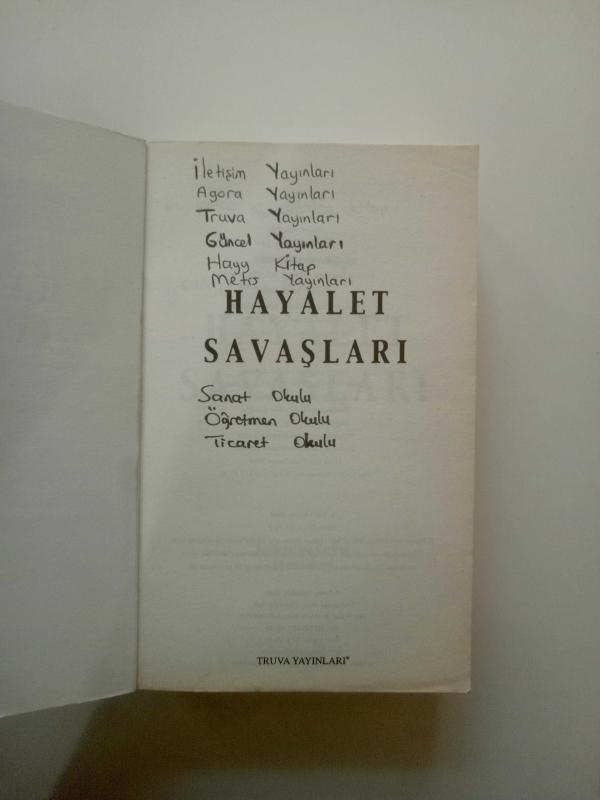 İletişim Yayınları
Agora Yayınları
Truva Yayınları
Güncel Yayınları
Hayy Kitap
Metis Yayınları
HAYALET
SAVAŞLARI
Sanat Okulu
Öğretmen Okulu
Ticaret Okulu
TRUVA YAYINLARI®